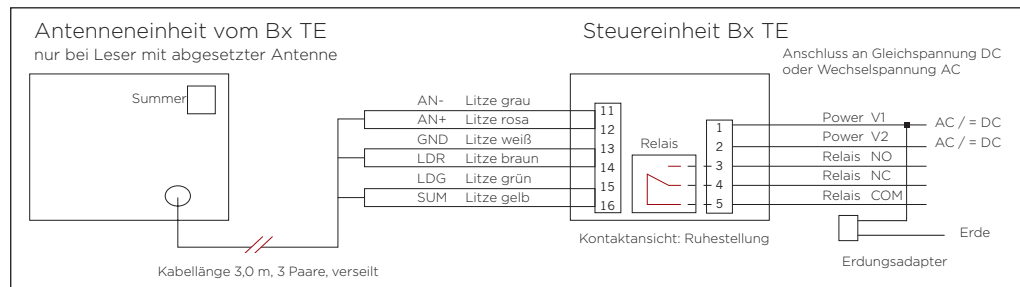 Antenneneinheit vom Bx TE
nur bei Leser mit abgesetzter Antenne
Summer
AN- Litze grau
AN+ Litze rosa
GND Litze weiß
LDR Litze braun
LDG Litze grün
SUM Litze gelb
Kabellänge 3,0 m, 3 Paare, verseilt
Steuereinheit Bx TE
11
12
13
14
15
16
Relais
1
2
3
4
5
Kontaktansicht: Ruhestellung
Anschluss an Gleichspannung DC
oder Wechselspannung AC
Power V1
Power V2
Relais NO
Relais NC
Relais COM
AC / = DC
AC / = DC
Erde
Erdungsadapter